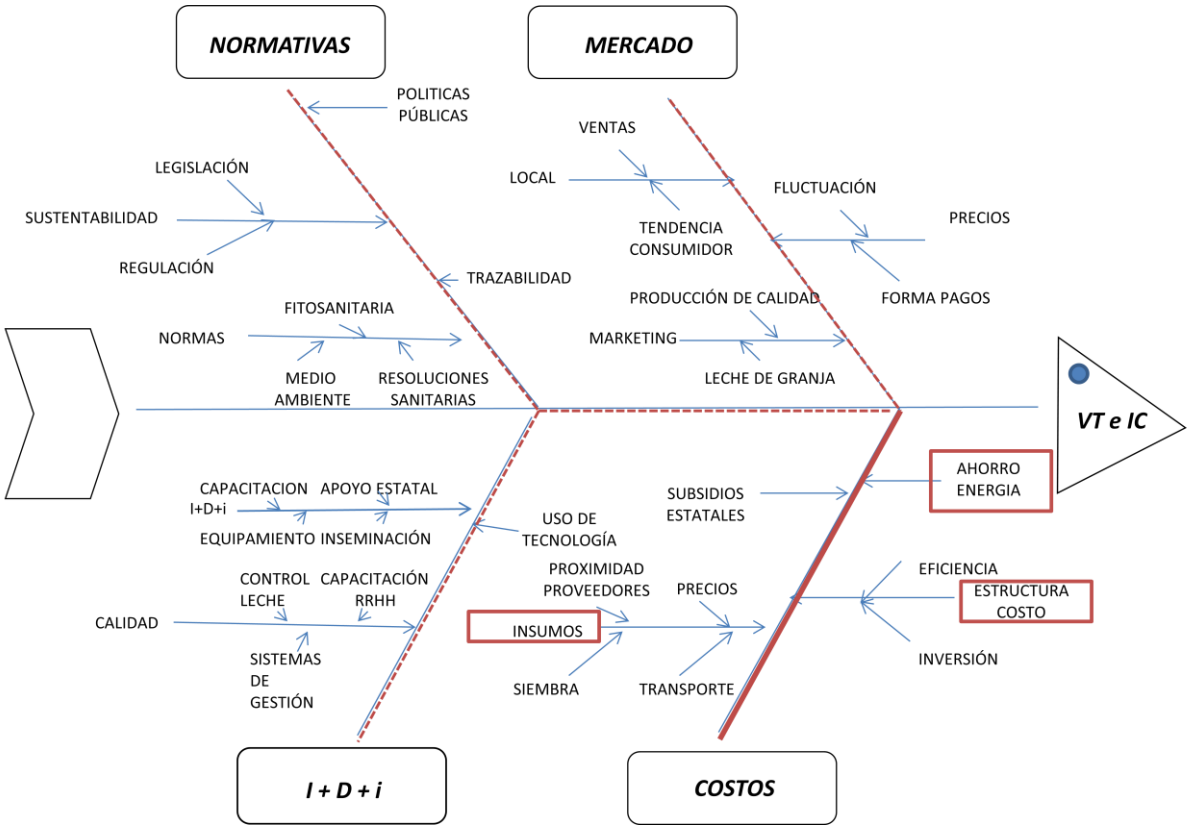 NORMATIVAS
MERCADO
POLITICAS
PÚBLICAS
LEGISLACIÓN
SUSTENTABILIDAD
REGULACIÓN
TRAZABILIDAD
FITOSANITARIA
NORMAS
MEDIO
AMBIENTE
RESOLUCIONES
SANITARIAS
VENTAS
LOCAL
TENDENCIA
CONSUMIDOR
FLUCTUACIÓN
PRECIOS
FORMA PAGOS
PRODUCCIÓN DE CALIDAD
MARKETING
LECHE DE GRANJA
VT e IC
CAPACITACION
APOYO ESTATAL
I+D+i
EQUIPAMIENTO
INSEMINACIÓN
USO DE
TECNOLOGÍA
CONTROL
LECHE
CAPACITACIÓN
RRHH
CALIDAD
SISTEMAS
DE
GESTIÓN
SUBSIDIOS
ESTATALES
AHORRO
ENERGIA
PROXIMIDAD
PROVEEDORES
PRECIOS
INSUMOS
SIEMBRA
TRANSPORTE
EFICIENCIA
ESTRUCTURA
COSTO
INVERSIÓN
I + D + i
COSTOS